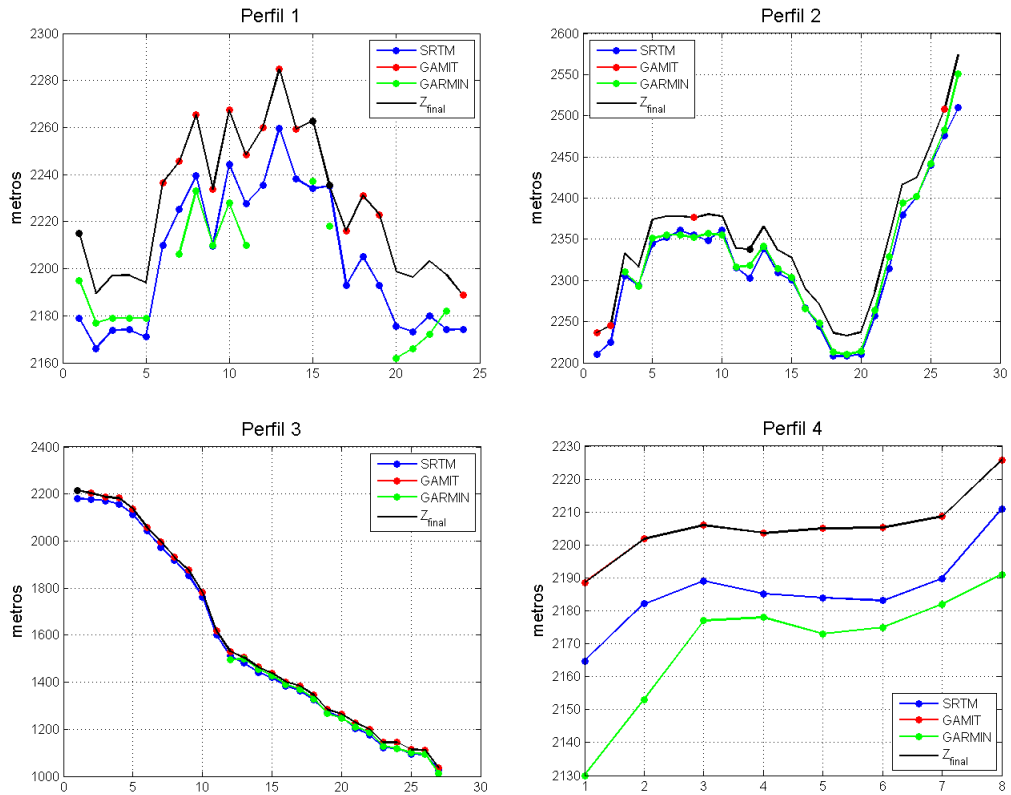 Perfil 1
2300
2280
2260
2240
2220
2200
2180
2160
metros
0 5 10 15 20 25
SRTM
GAMIT
GARMIN
Z_final
Perfil 2
2600
2550
2500
2450
2400
2350
2300
2250
2200
metros
0 5 10 15 20 25 30
SRTM
GAMIT
GARMIN
Z_final
Perfil 3
2400
2200
2000
1800
1600
1400
1200
1000
metros
0 5 10 15 20 25 30
SRTM
GAMIT
GARMIN
Z_final
Perfil 4
2230
2220
2210
2200
2190
2180
2170
2160
2150
2140
2130
metros
1 2 3 4 5 6 7 8
SRTM
GAMIT
GARMIN
Z_final